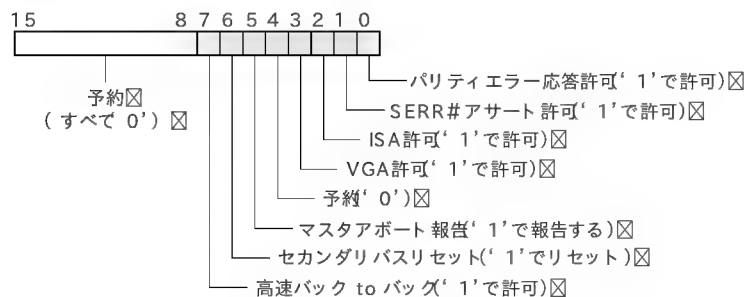 15 8 7 6 5 4 3 2 1 0
パリティエラー応答許可(‘1’で許可)☒
予約☒
(すべて 0’)☒
SERR#アサート許可(‘1’で許可)☒
ISA許可(‘1’で許可)☒
VGA許可(‘1’で許可)☒
予約(‘0’)☒
マスタアボート報告(‘1’で報告する)☒
セカンダリバスリセット(‘1’でリセット)☒
高速バック to バック(‘1’で許可)☒